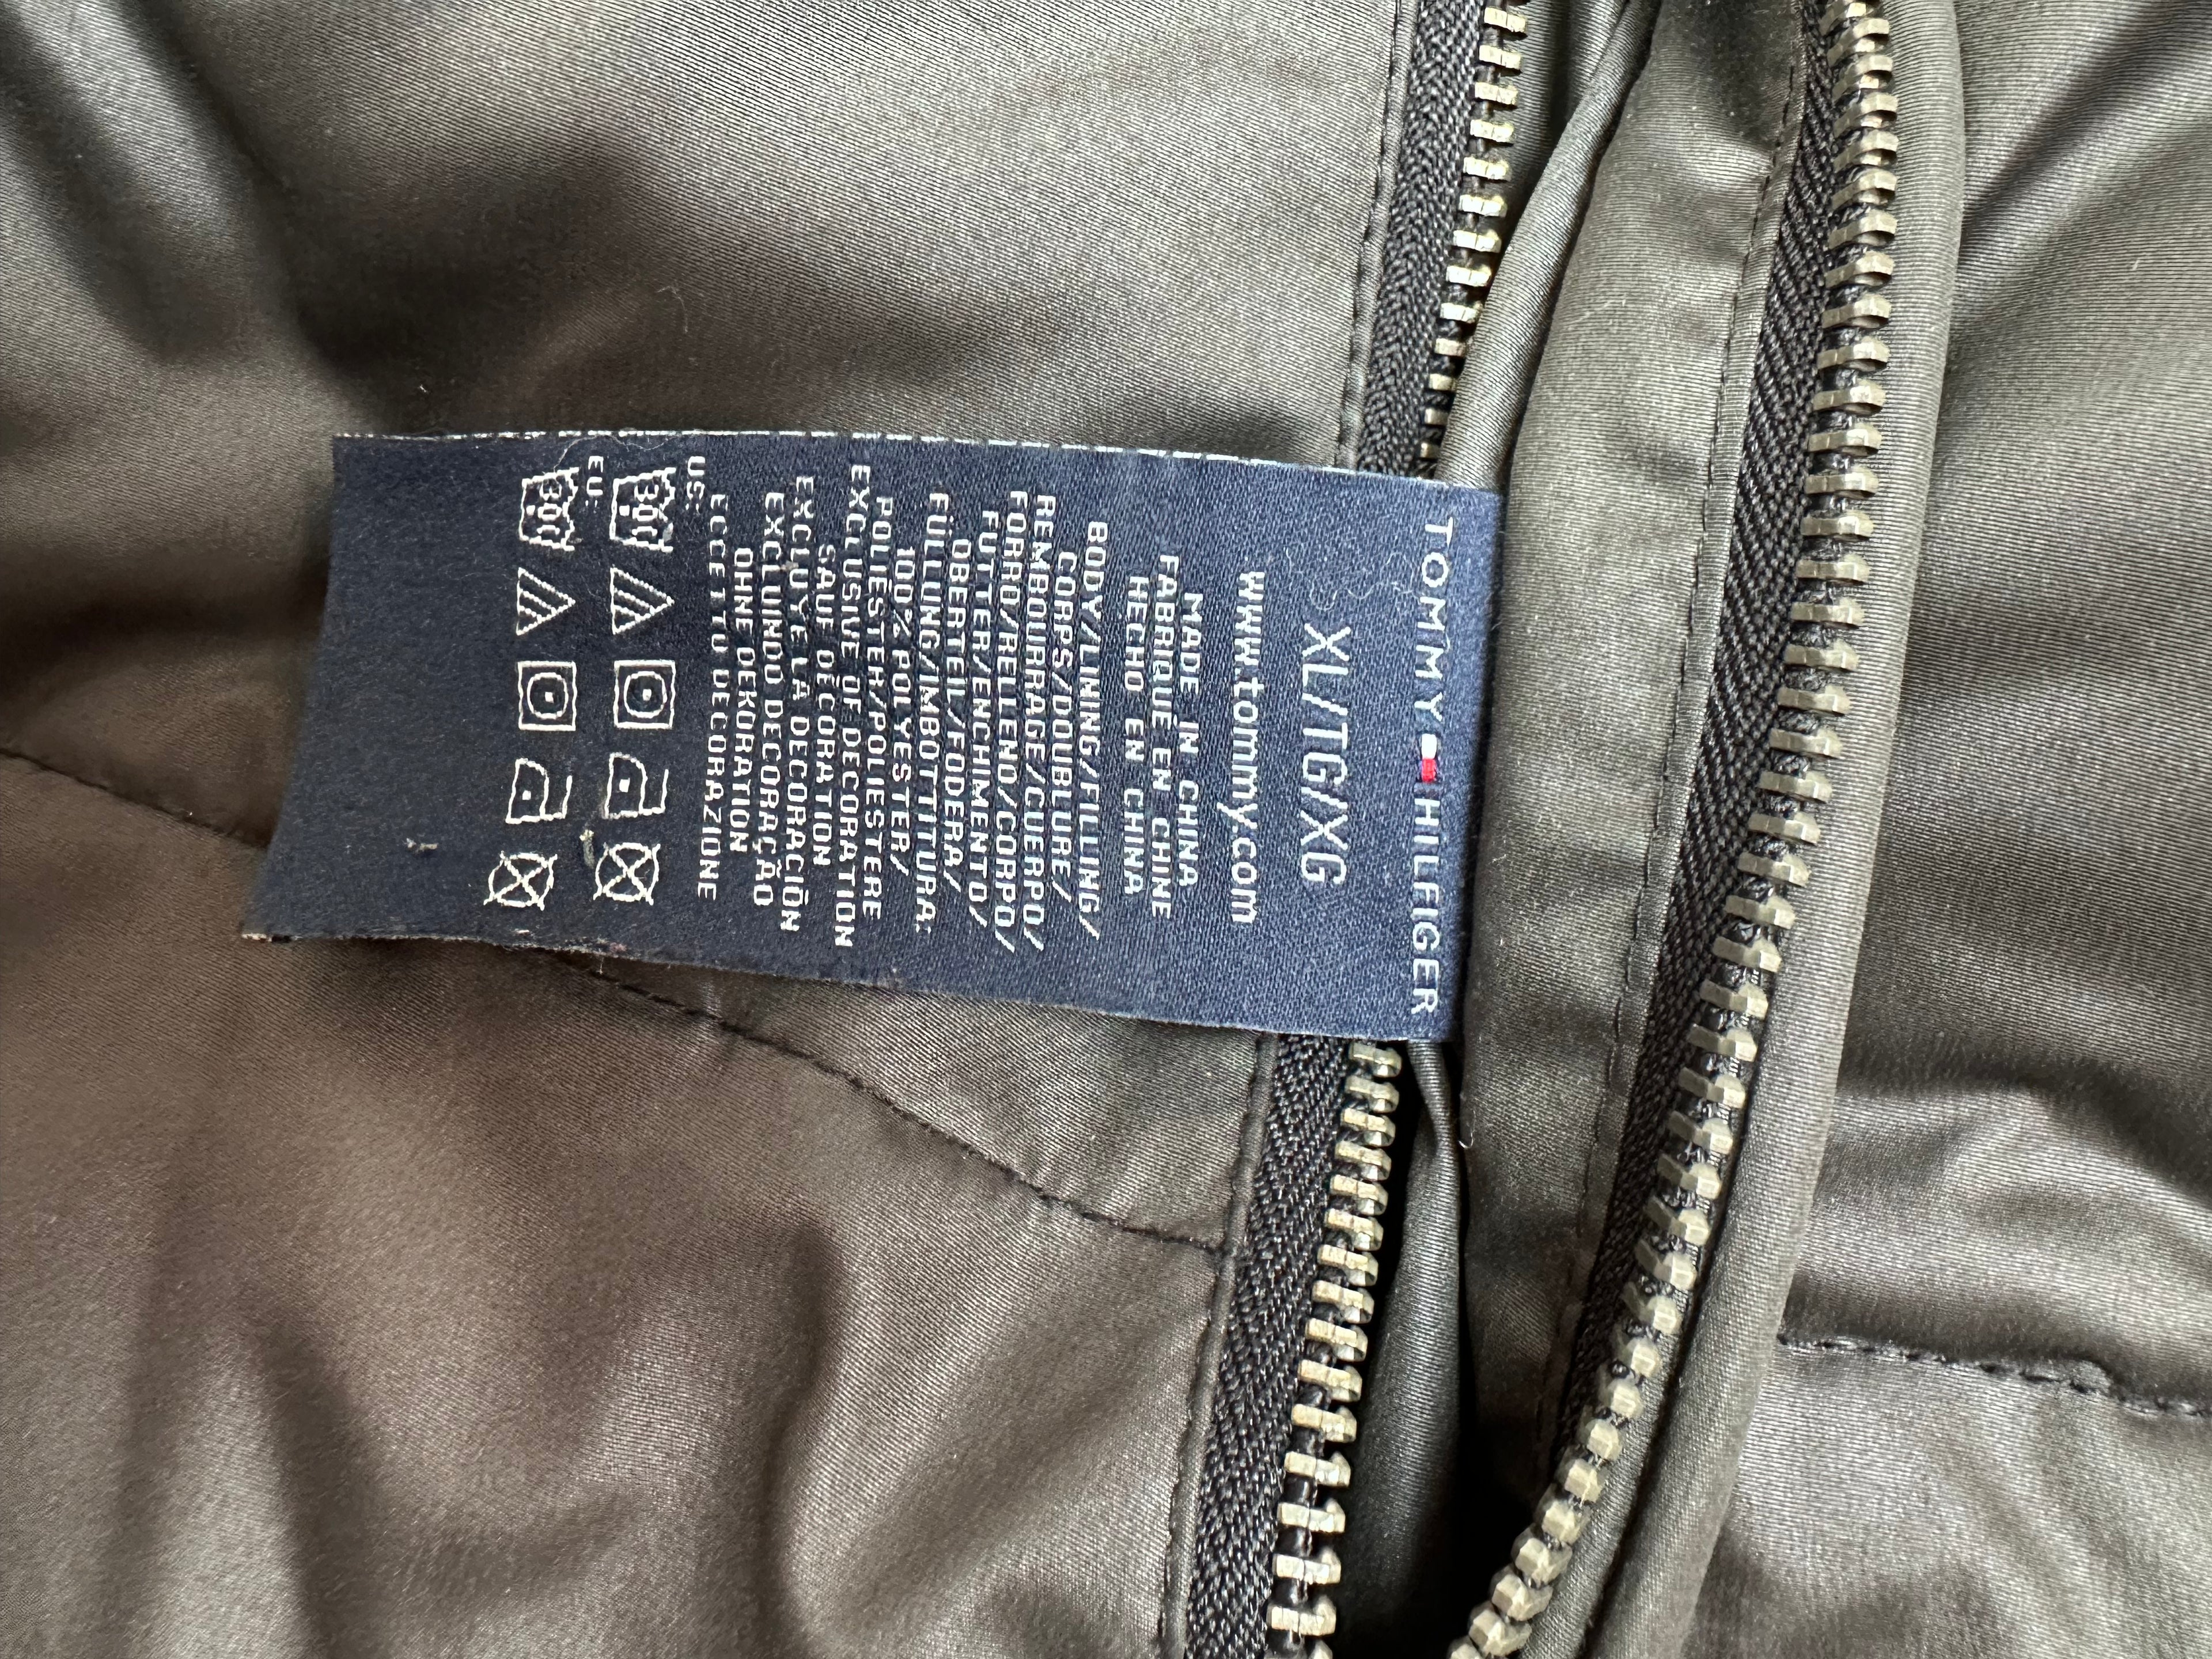 TOMMY HILFIGER
XL/TG/XG
www.tommy.com
MADE IN CHINA
FABRIQUÉ EN CHINE
HECHO EN CHINA
BODY/LINING/FILLING/
CORPS/DOUBLURE/
REMBOURRAGE/CUERPO/
FORRO/RELLENO/CORPO/
FUTTER/ENCHIMENTO/
OBERTEIL/FODERA/
FÜLLUNG/IMBOTTITURA:
100% POLYESTER/
POLIÉSTER/POLIESTERE
EXCLUSIVE OF DECORATION
SAUF DÉCORATION
EXCLUYE LA DECORACIÓN
EXCLUINDO DECORAÇÃO
OHNE DEKORATION
ECCETTO DECORAZIONE
US:
30C
EU:
30C